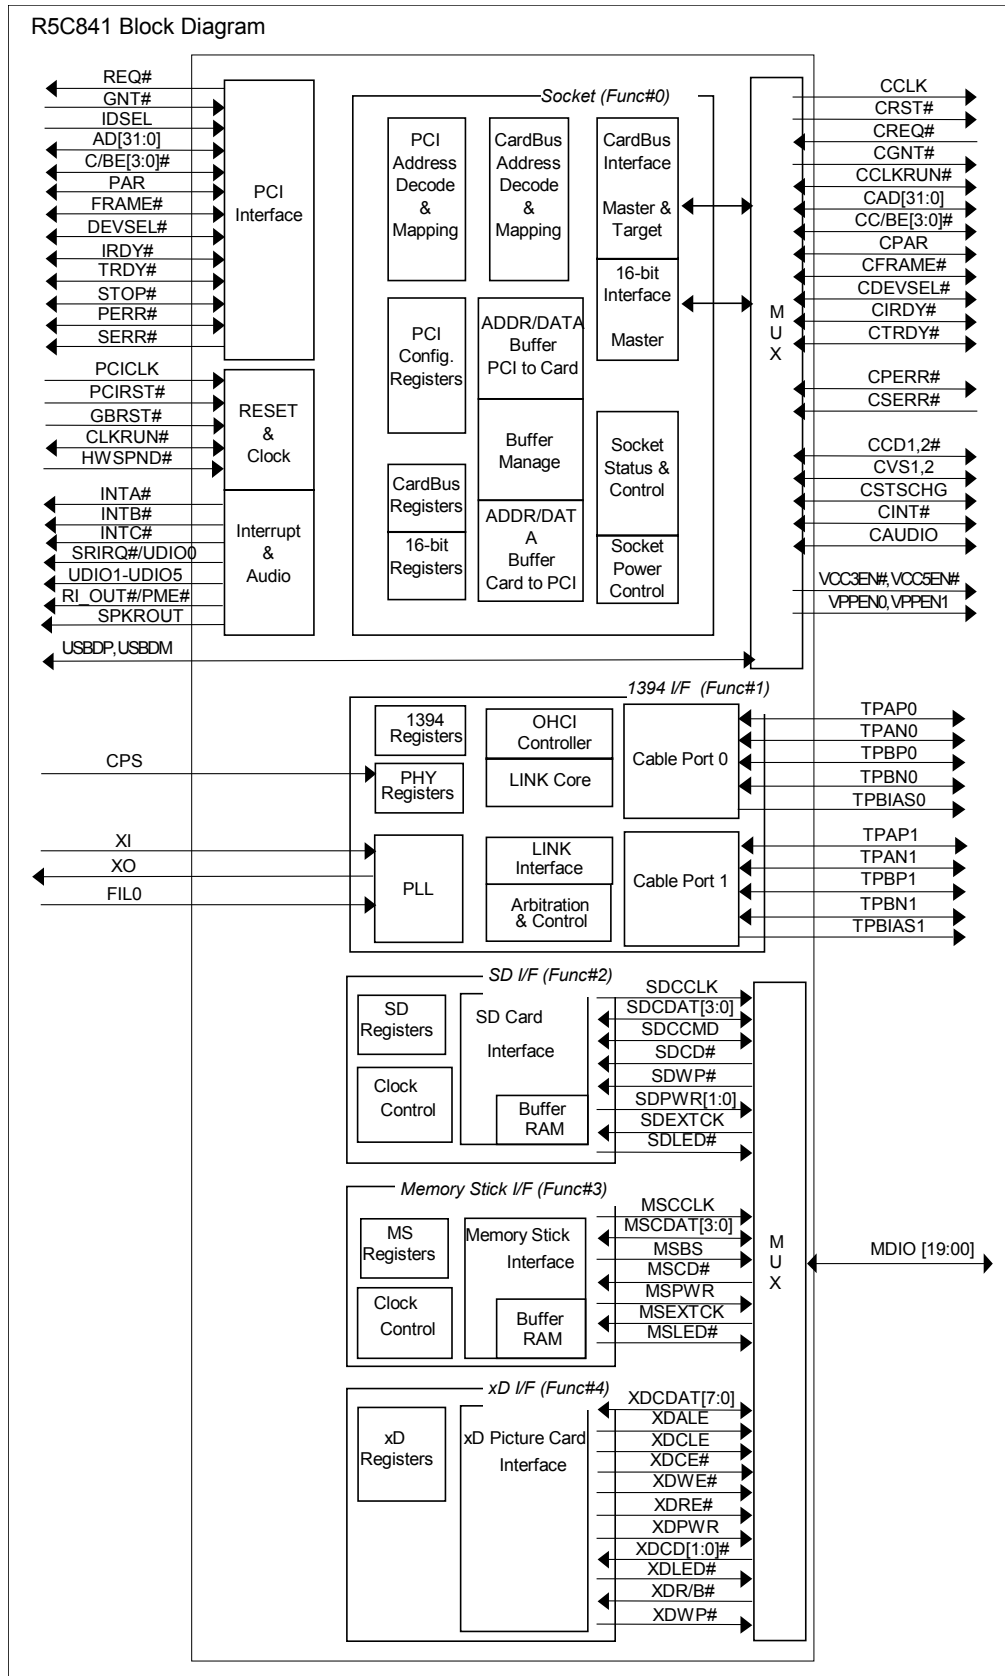 R5C841 Block Diagram
REQ#
GNT#
IDSEL
AD[31:0]
C/BE[3:0]#
PAR
FRAME#
DEVSEL#
IRDY#
TRDY#
STOP#
PERR#
SERR#
PCICLK
PCIRST#
GBRST#
CLKRUN#
HWSPND#
INTA#
INTB#
INTC#
SRIRQ#/UDIO0
UDIO1-UDIO5
RI_OUT#/PME#
SPKROUT
USBDP, USBDM
PCI
Interface
RESET
&
Clock
Interrupt
&
Audio
Socket (Func#0)
PCI
Address
Decode
&
Mapping
CardBus
Address
Decode
&
Mapping
CardBus
Interface
Master &
Target
16-bit
Interface
Master
PCI
Config.
Registers
ADDR/DATA
Buffer
PCI to Card
Buffer
Manage
ADDR/DAT
A
Buffer
Card to PCI
CardBus
Registers
16-bit
Registers
Socket
Status &
Control
Socket
Power
Control
M
U
X
CCLK
CRST#
CREQ#
CGNT#
CCLKRUN#
CAD[31:0]
CC/BE[3:0]#
CPAR
CFRAME#
CDEVSEL#
CIRDY#
CTRDY#
CPERR#
CSERR#
CCD1,2#
CVS1,2
CSTSCHG
CINT#
CAUDIO
VCC3EN#, VCC5EN#
VPPEN0, VPPEN1
1394 I/F (Func#1)
CPS
XI
XO
FIL0
1394
Registers
PHY
Registers
PLL
OHCI
Controller
LINK Core
LINK
Interface
Arbitration
& Control
Cable Port 0
Cable Port 1
TPAP0
TPAN0
TPBP0
TPBN0
TPBIAS0
TPAP1
TPAN1
TPBP1
TPBN1
TPBIAS1
SD I/F (Func#2)
SD
Registers
Clock
Control
SD Card
Interface
Buffer
RAM
SDCCLK
SDCDAT[3:0]
SDCCMD
SDCD#
SDWP#
SDPWR[1:0]
SDEXTCK
SDLED#
Memory Stick I/F (Func#3)
MS
Registers
Clock
Control
Memory Stick
Interface
Buffer
RAM
MSCCLK
MSCDAT[3:0]
MSBS
MSCD#
MSPWR
MSEXTCK
MSLED#
M
U
X
MDIO [19:00]
xD I/F (Func#4)
xD
Registers
xD Picture Card
Interface
XDCDAT[7:0]
XDALE
XDCLE
XDCE#
XDWE#
XDRE#
XDPWR
XDCD[1:0]#
XDLED#
XDR/B#
XDWP#